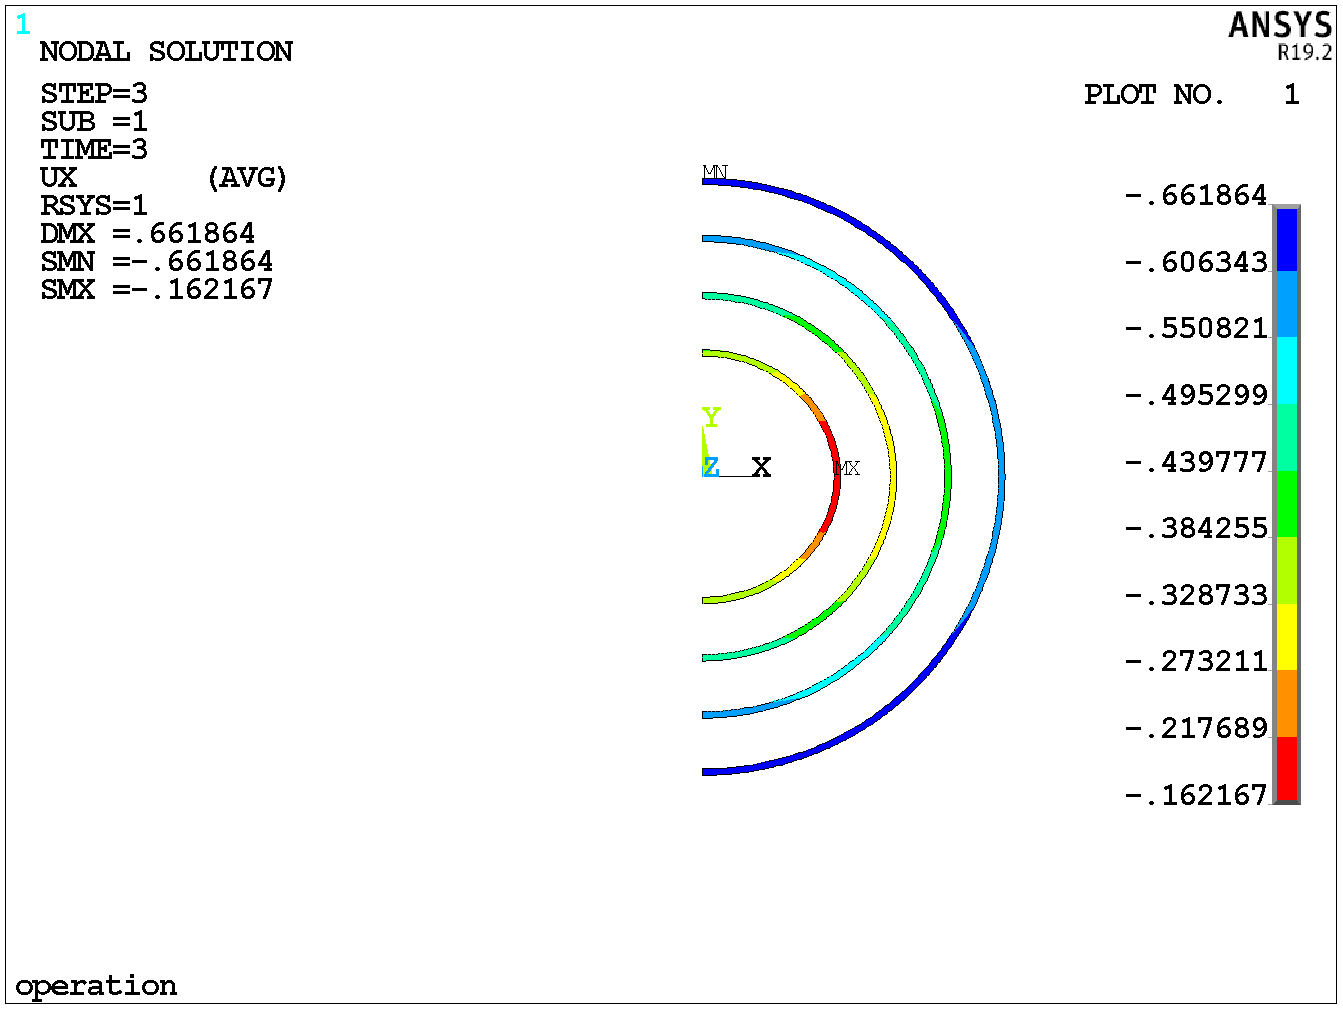 1
NODAL SOLUTION
STEP=3
SUB =1
TIME=3
UX (AVG)
RSYS=1
DMX =.661864
SMN =-.661864
SMX =-.162167
ANSYS
R19.2
PLOT NO. 1
MN
Y
Z X
MX
-.661864
-.606343
-.550821
-.495299
-.439777
-.384255
-.328733
-.273211
-.217689
-.162167
operation